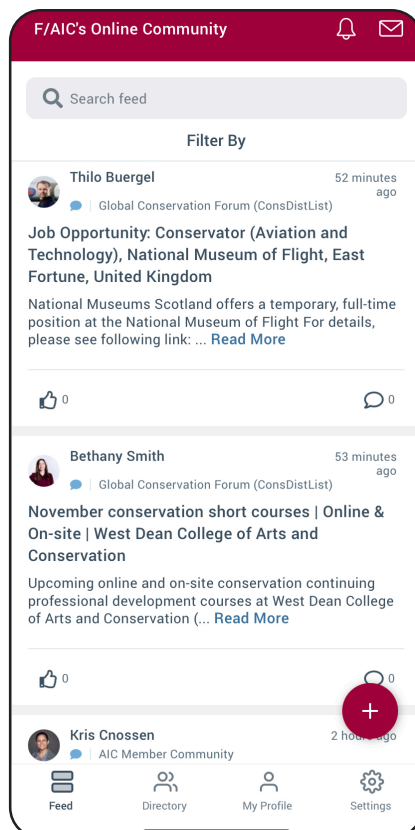 F/AIC's Online Community
Search feed
Filter By
Thilo Buergel
52 minutes
ago
Global Conservation Forum (ConsDistList)
Job Opportunity: Conservator (Aviation and
Technology), National Museum of Flight, East
Fortune, United Kingdom
National Museums Scotland offers a temporary, full-time
position at the National Museum of Flight For details,
please see following link: ... Read More
0
0
Bethany Smith
53 minutes
ago
Global Conservation Forum (ConsDistList)
November conservation short courses | Online &
On-site | West Dean College of Arts and
Conservation
Upcoming online and on-site conservation continuing
professional development courses at West Dean College
of Arts and Conservation (... Read More
0
0
Kris Cnossen
2 hours ago
AIC Member Community
Feed
Directory
My Profile
Settings